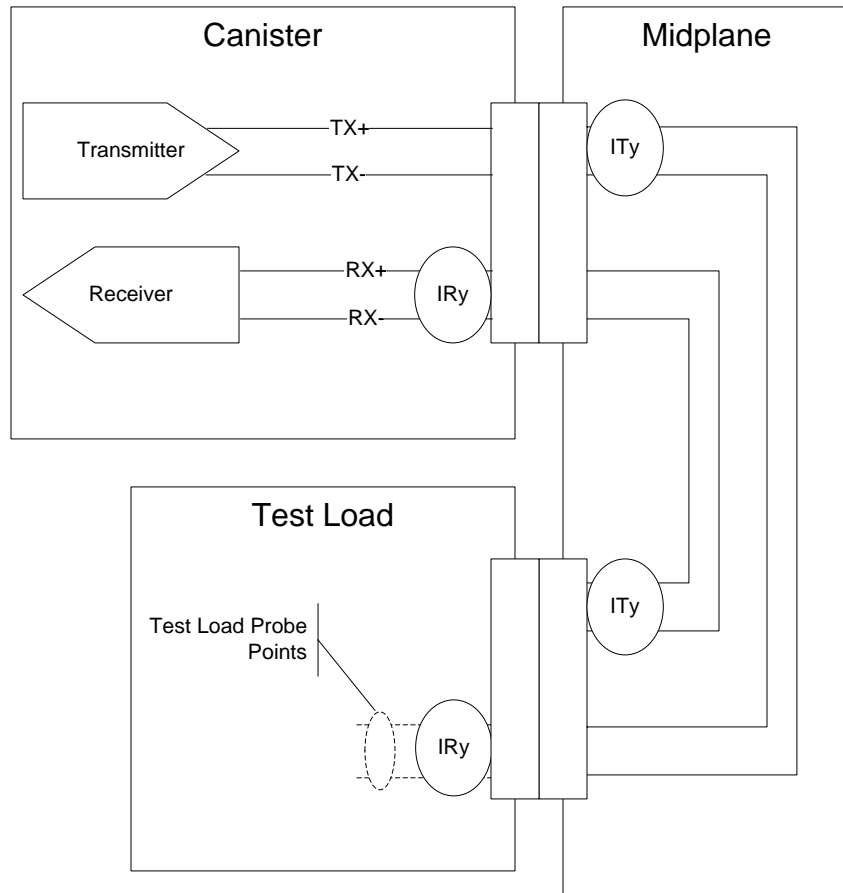 Canister
Midplane
Transmitter
TX+
TX-
ITy
Receiver
RX+
RX-
IRy
Test Load
ITy
Test Load Probe
Points
IRy